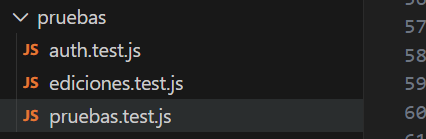 pruebas
JS auth.test.js
JS ediciones.test.js
JS pruebas.test.js
57
58
59
60